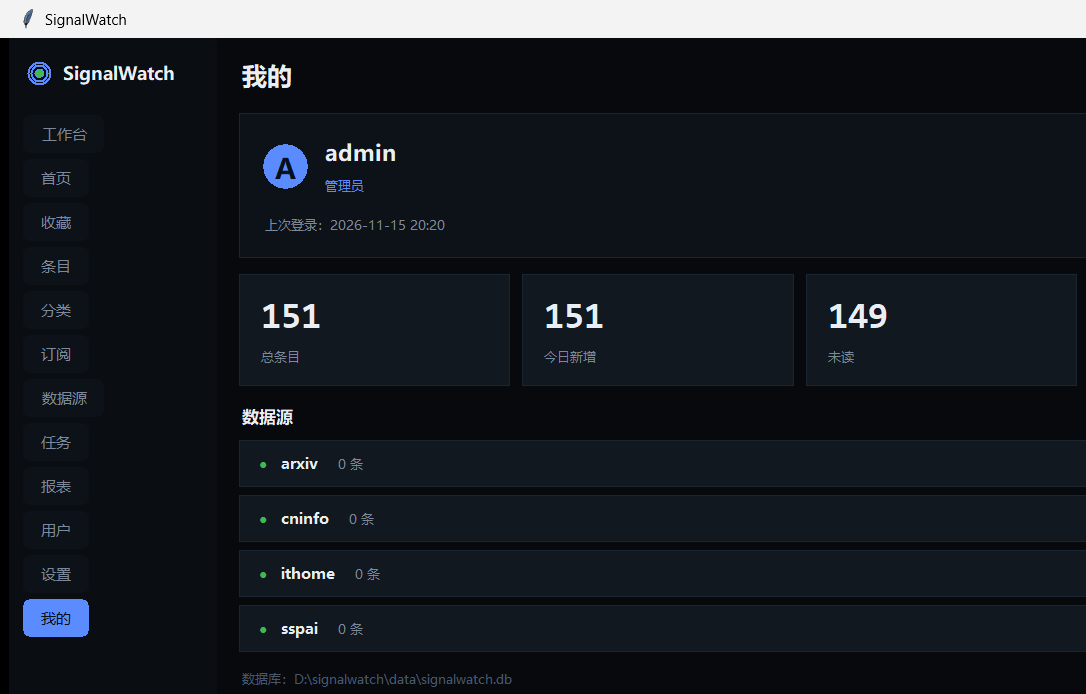 SignalWatch
SignalWatch
工作台
首页
收藏
条目
分类
订阅
数据源
任务
报表
用户
设置
我的
我的
A
admin
管理员
上次登录：2026-11-15 20:20
151
总条目
151
今日新增
149
未读
数据源
arxiv 0 条
cninfo 0 条
ithome 0 条
sspai 0 条
数据库：D:\signalwatch\data\signalwatch.db